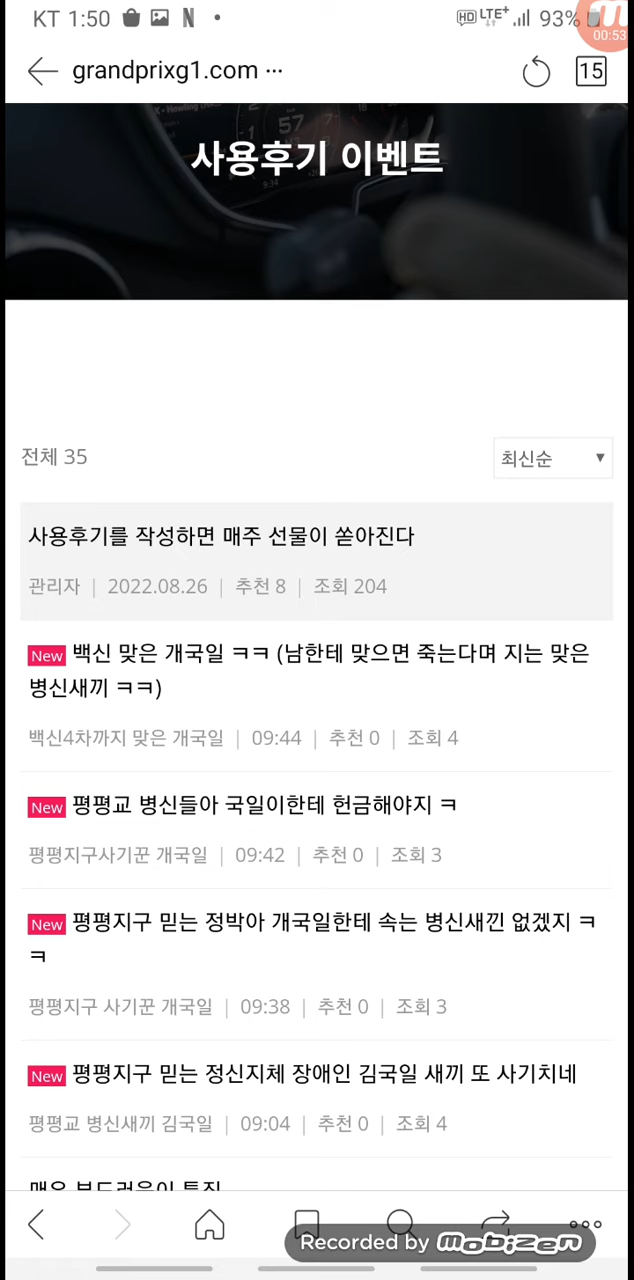 KT 1:50 N • HD LTE+ 93%
00:53
grandprixg1.com ··· 15
사용후기 이벤트
전체 35 최신순 ▼
사용후기를 작성하면 매주 선물이 쏟아진다
관리자 | 2022.08.26 | 추천 8 | 조회 204
New 백신 맞은 개국일 ㅋㅋ (남한테 맞으면 죽는다며 지는 맞은
병신새끼 ㅋㅋ)
백신4차까지 맞은 개국일 | 09:44 | 추천 0 | 조회 4
New 평평교 병신들아 국일이한테 헌금해야지 ㅋ
평평지구사기꾼 개국일 | 09:42 | 추천 0 | 조회 3
New 평평지구 믿는 정박아 개국일한테 속는 병신새낀 없겠지 ㅋ
ㅋ
평평지구 사기꾼 개국일 | 09:38 | 추천 0 | 조회 3
New 평평지구 믿는 정신지체 장애인 김국일 새끼 또 사기치네
평평교 병신새끼 김국일 | 09:04 | 추천 0 | 조회 4
Recorded by mobizen